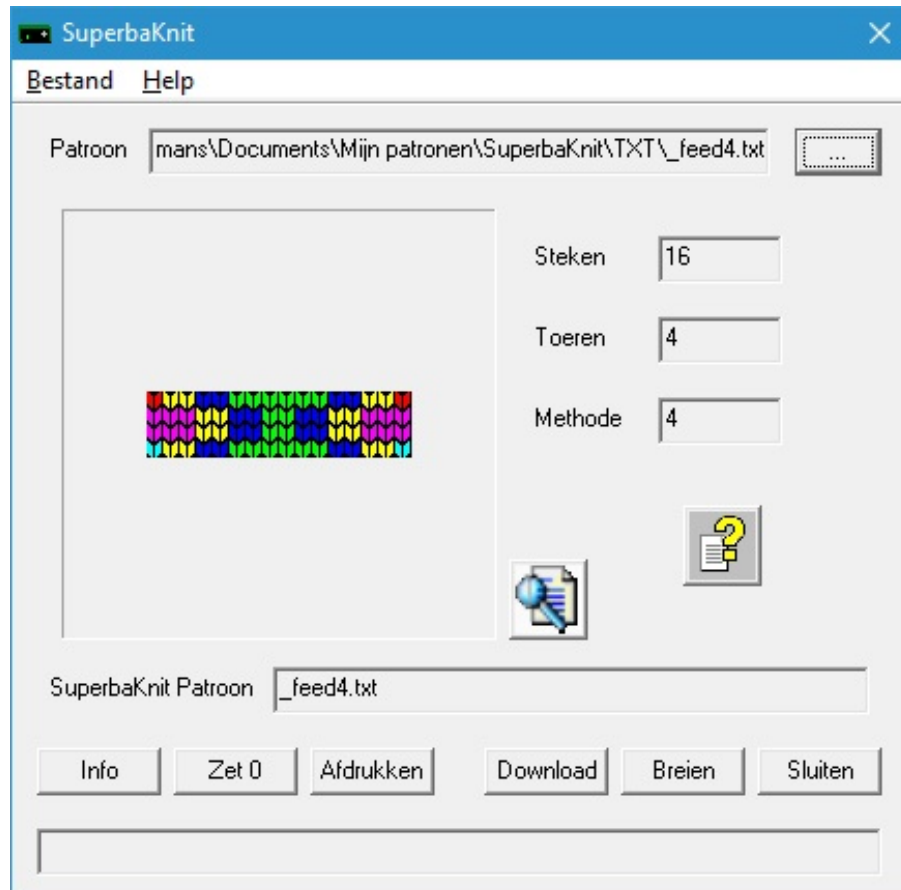 SuperbaKnit
Bestand Help
Patroon mans\Documents\Mijn patronen\SuperbaKnit\TXT\_feed4.txt ...
Steken 16
Toeren 4
Methode 4
SuperbaKnit Patroon _feed4.txt
Info Zet 0 Afdrukken Download Breien Sluiten